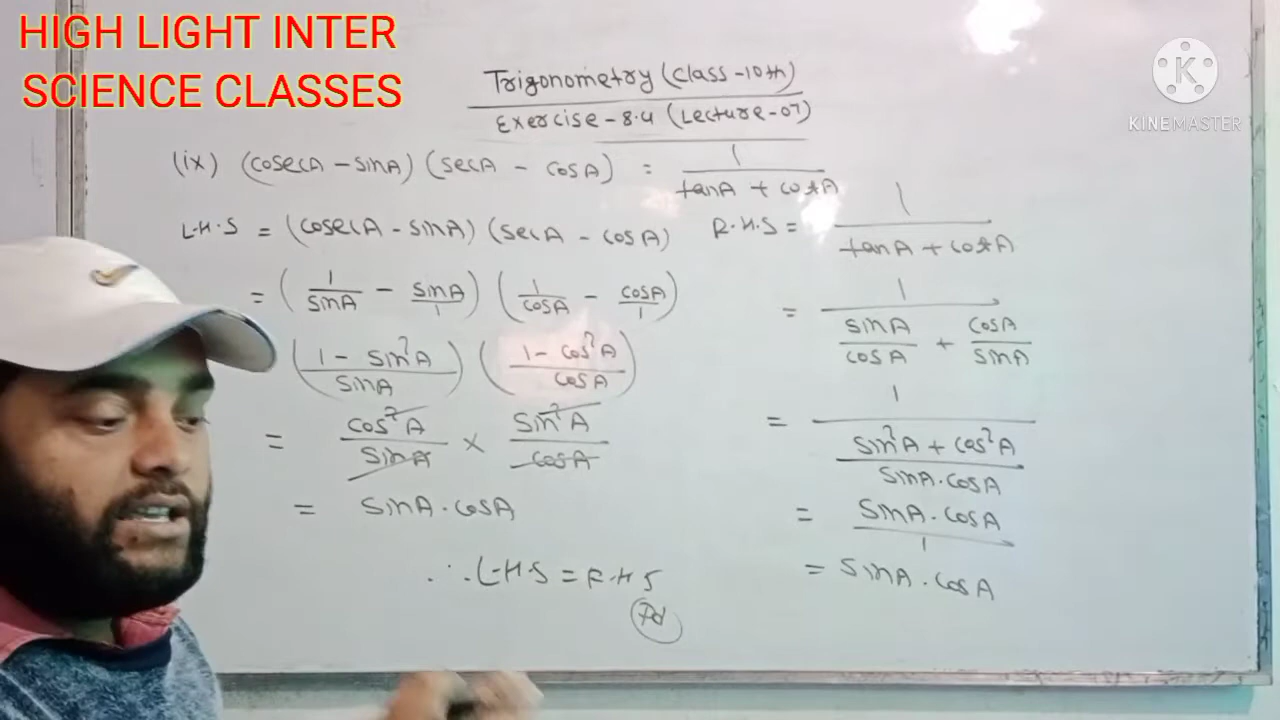 HIGH LIGHT INTER
SCIENCE CLASSES
K
KINEMASTER
Trigonometry (Class-10th)
Exercise-8.4 (Lecture-07)
(ix) (cosecA - sinA) (secA - cosA) = 1/(tanA + cotA)
L.H.S = (cosecA - sinA) (secA - cosA)
= (1/sinA - sinA/1) (1/cosA - cosA/1)
((1 - sin²A)/sinA) ((1 - cos²A)/cosA)
= cos²A/sinA × sin²A/cosA
= sinA.cosA
R.H.S = 1/(tanA + cotA)
= 1/(sinA/cosA + cosA/sinA)
= 1/((sin²A + cos²A)/(sinA.cosA))
= (sinA.cosA)/1
= sinA.cosA
∴ L.H.S = R.H.S